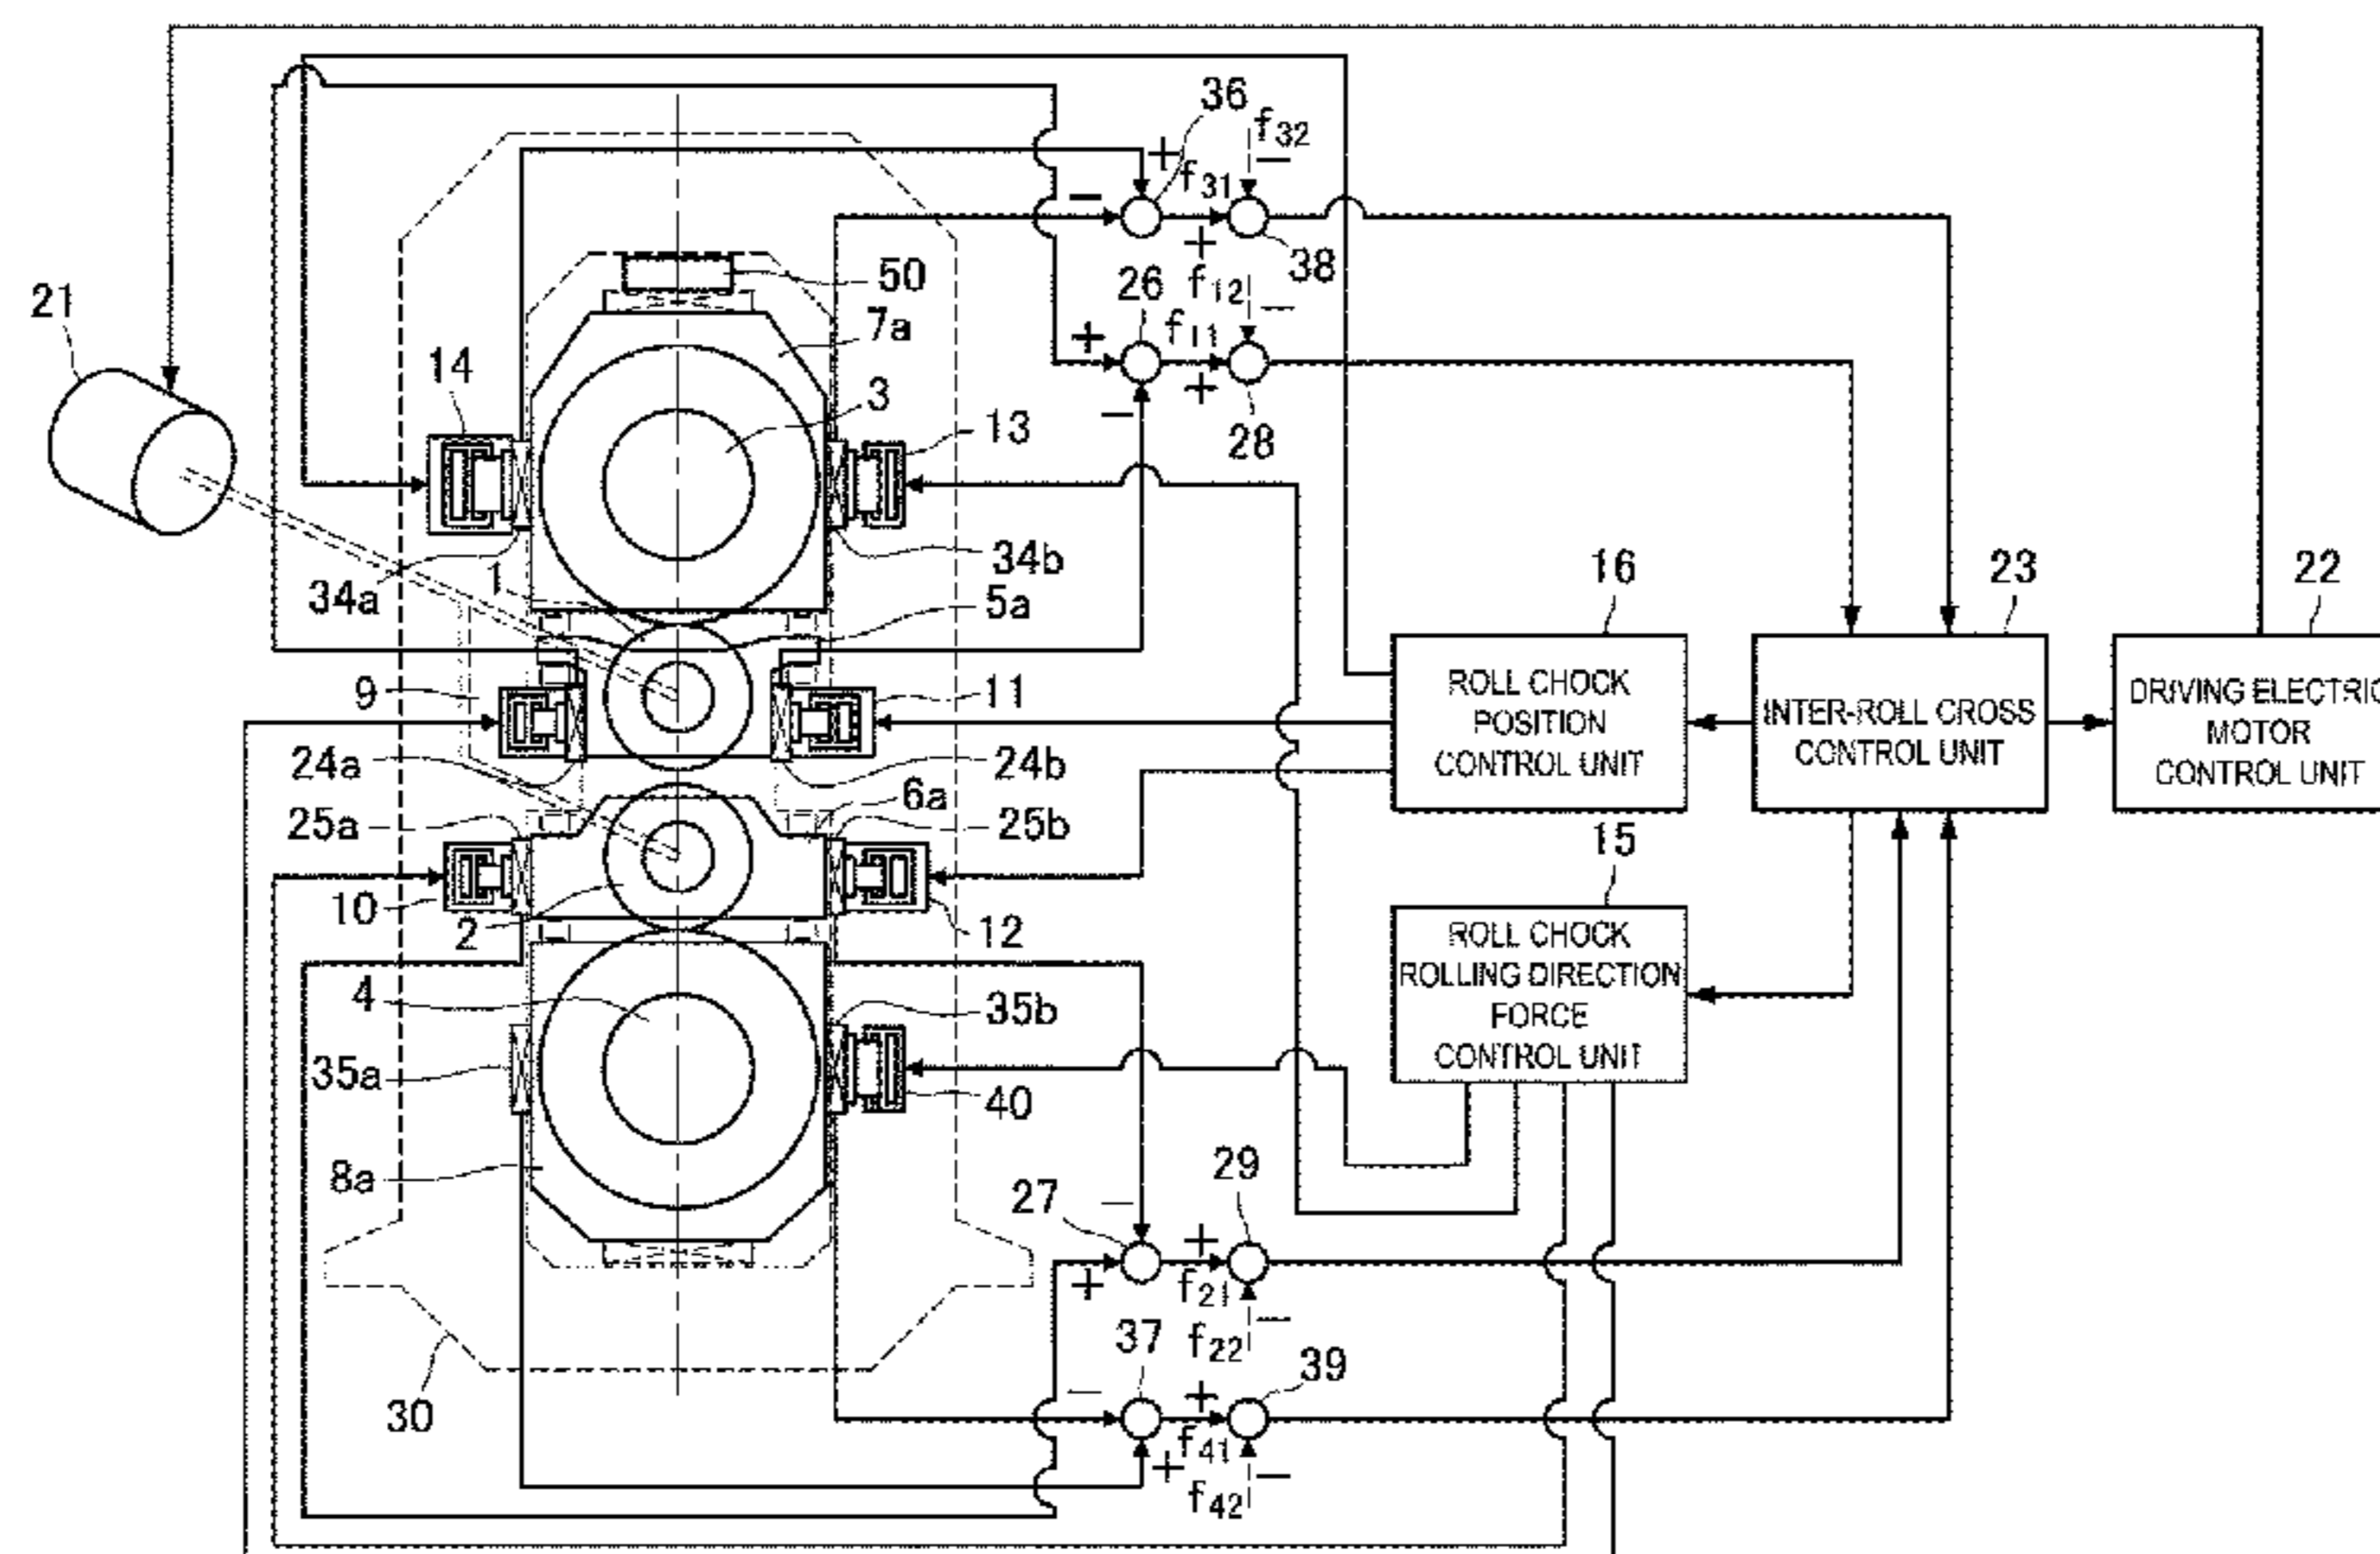 36
f32
+
f31
−
−
+
38
50
26
f12
−
21
7a
+
f11
+
14
3
−
28
13
34a
1
34b
5a
16
23
22
9
11
ROLL CHOCK
POSITION
CONTROL UNIT
INTER-ROLL CROSS
CONTROL UNIT
DRIVING ELECTRIC
MOTOR
CONTROL UNIT
24a
24b
6a
25a
25b
15
10
2
12
ROLL CHOCK
ROLLING DIRECTION
FORCE
CONTROL UNIT
4
35b
35a
40
8a
27
−
29
+
+
f21
−
37
f22
39
−
+
30
f41
+
−
f42